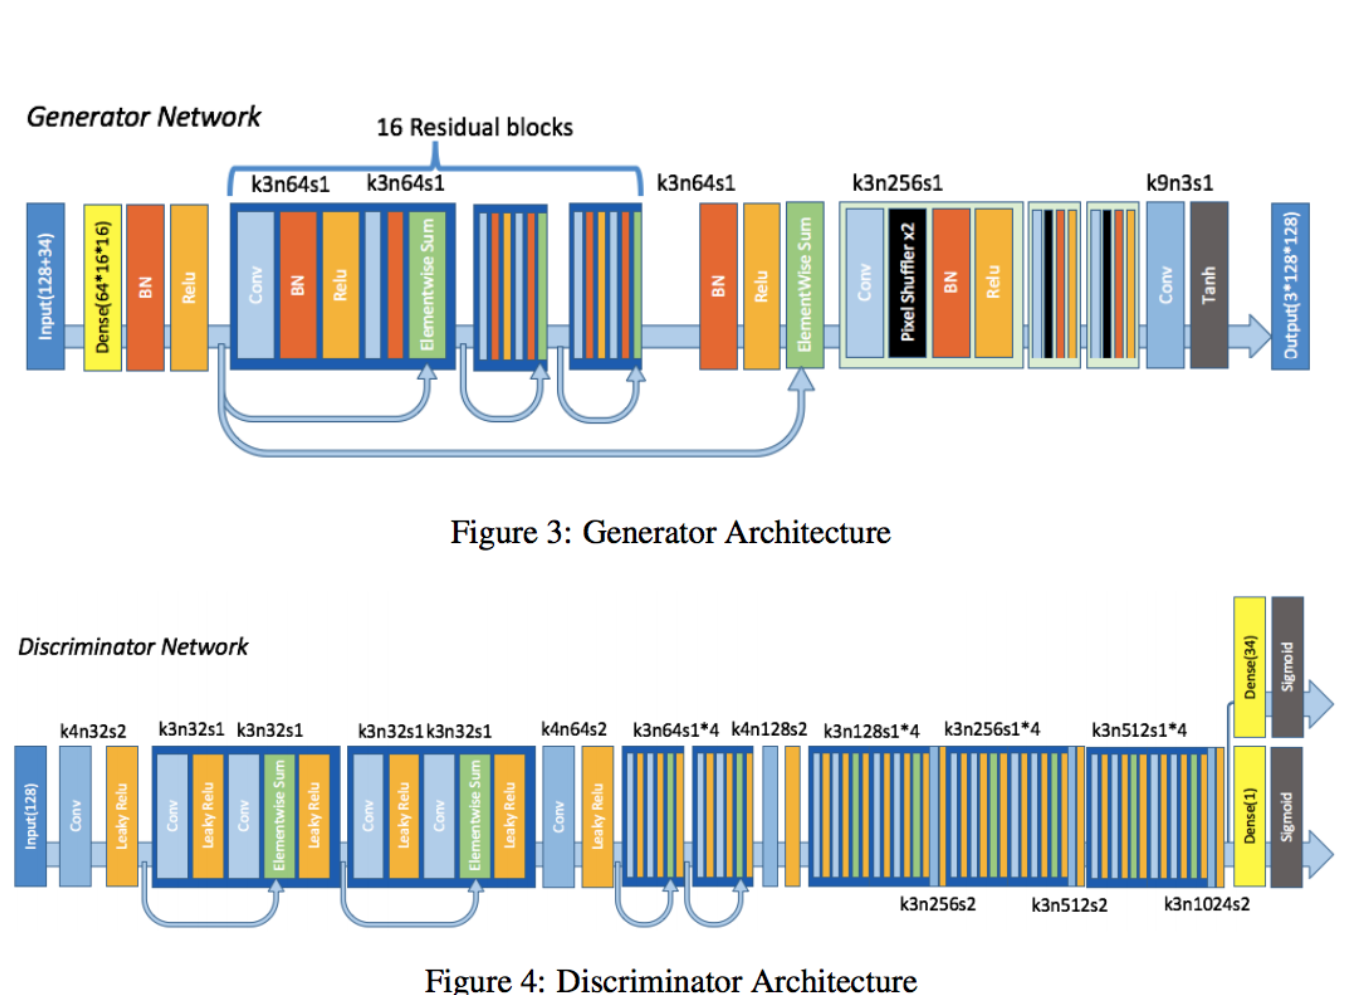 Generator Network
16 Residual blocks
k3n64s1
k3n64s1
k3n64s1
k3n256s1
k9n3s1
Input(128+34)
Dense(64*16*16)
BN
Relu
Conv
BN
Relu
Elementwise Sum
BN
Relu
ElementWise Sum
Conv
Pixel Shuffler x2
BN
Relu
Conv
Tanh
Output(3*128*128)
Figure 3: Generator Architecture
Discriminator Network
k4n32s2
k3n32s1
k3n32s1
k3n32s1
k3n32s1
k4n64s2
k3n64s1*4
k4n128s2
k3n128s1*4
k3n256s1*4
k3n512s1*4
Dense(34)
Sigmoid
Input(128)
Conv
Leaky Relu
Conv
Leaky Relu
Conv
Elementwise Sum
Leaky Relu
Conv
Leaky Relu
Conv
Elementwise Sum
Leaky Relu
Conv
Leaky Relu
Dense(1)
Sigmoid
k3n256s2
k3n512s2
k3n1024s2
Figure 4: Discriminator Architecture